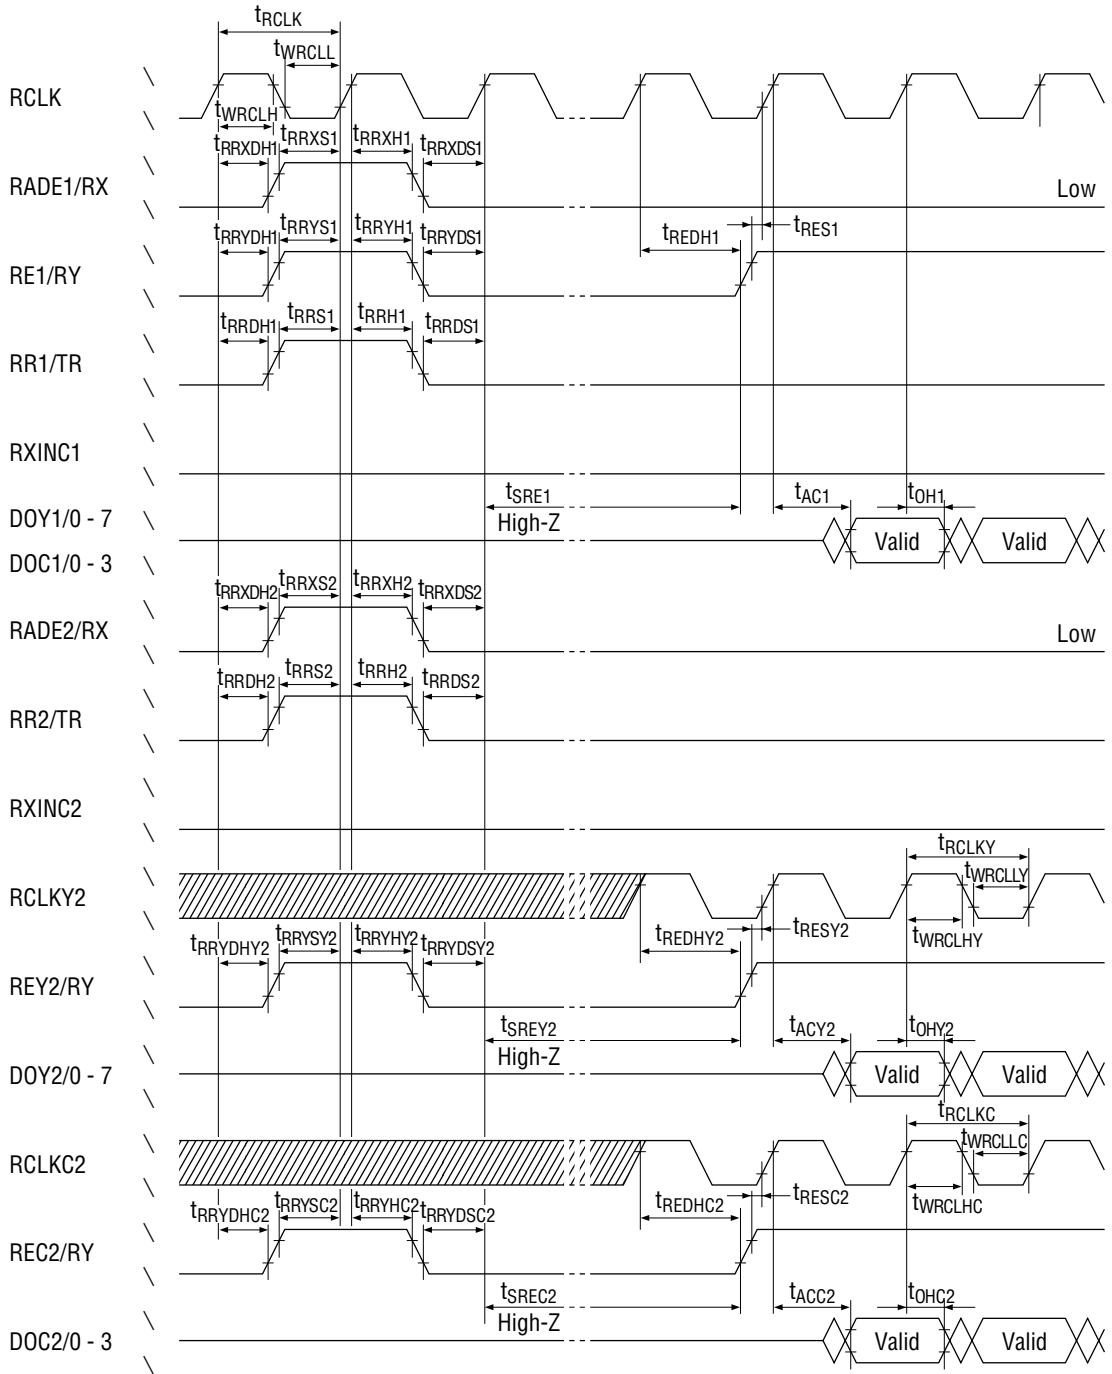 tRCLK
tWRCLL
RCLK
tWRCLH
tRRXDH1 tRRXS1 tRRXH1 tRRXDS1
RADE1/RX
Low
tRRYDH1 tRRYS1 tRRYH1 tRRYDS1 tREDH1 tRES1
RE1/RY
tRRDH1 tRRS1 tRRH1 tRRDS1
RR1/TR
RXINC1
tSRE1 tAC1 tOH1
DOY1/0 - 7
High-Z
Valid Valid
DOC1/0 - 3
tRRXDH2 tRRXS2 tRRXH2 tRRXDS2
RADE2/RX
Low
tRRDH2 tRRS2 tRRH2 tRRDS2
RR2/TR
RXINC2
tRCLKY
tWRCLLY
RCLKY2
tWRCLHY
tRRYDHY2 tRRYSY2 tRRYHY2 tRRYDSY2 tREDHY2 tRESY2
REY2/RY
tSREY2 tACY2 tOHY2
High-Z
DOY2/0 - 7
Valid Valid
tRCLKC
tWRCLLC
RCLKC2
tWRCLHC
tRRYDHC2 tRRYSC2 tRRYHC2 tRRYDSC2 tREDHC2 tRESC2
REC2/RY
tSREC2 tACC2 tOHC2
High-Z
DOC2/0 - 3
Valid Valid